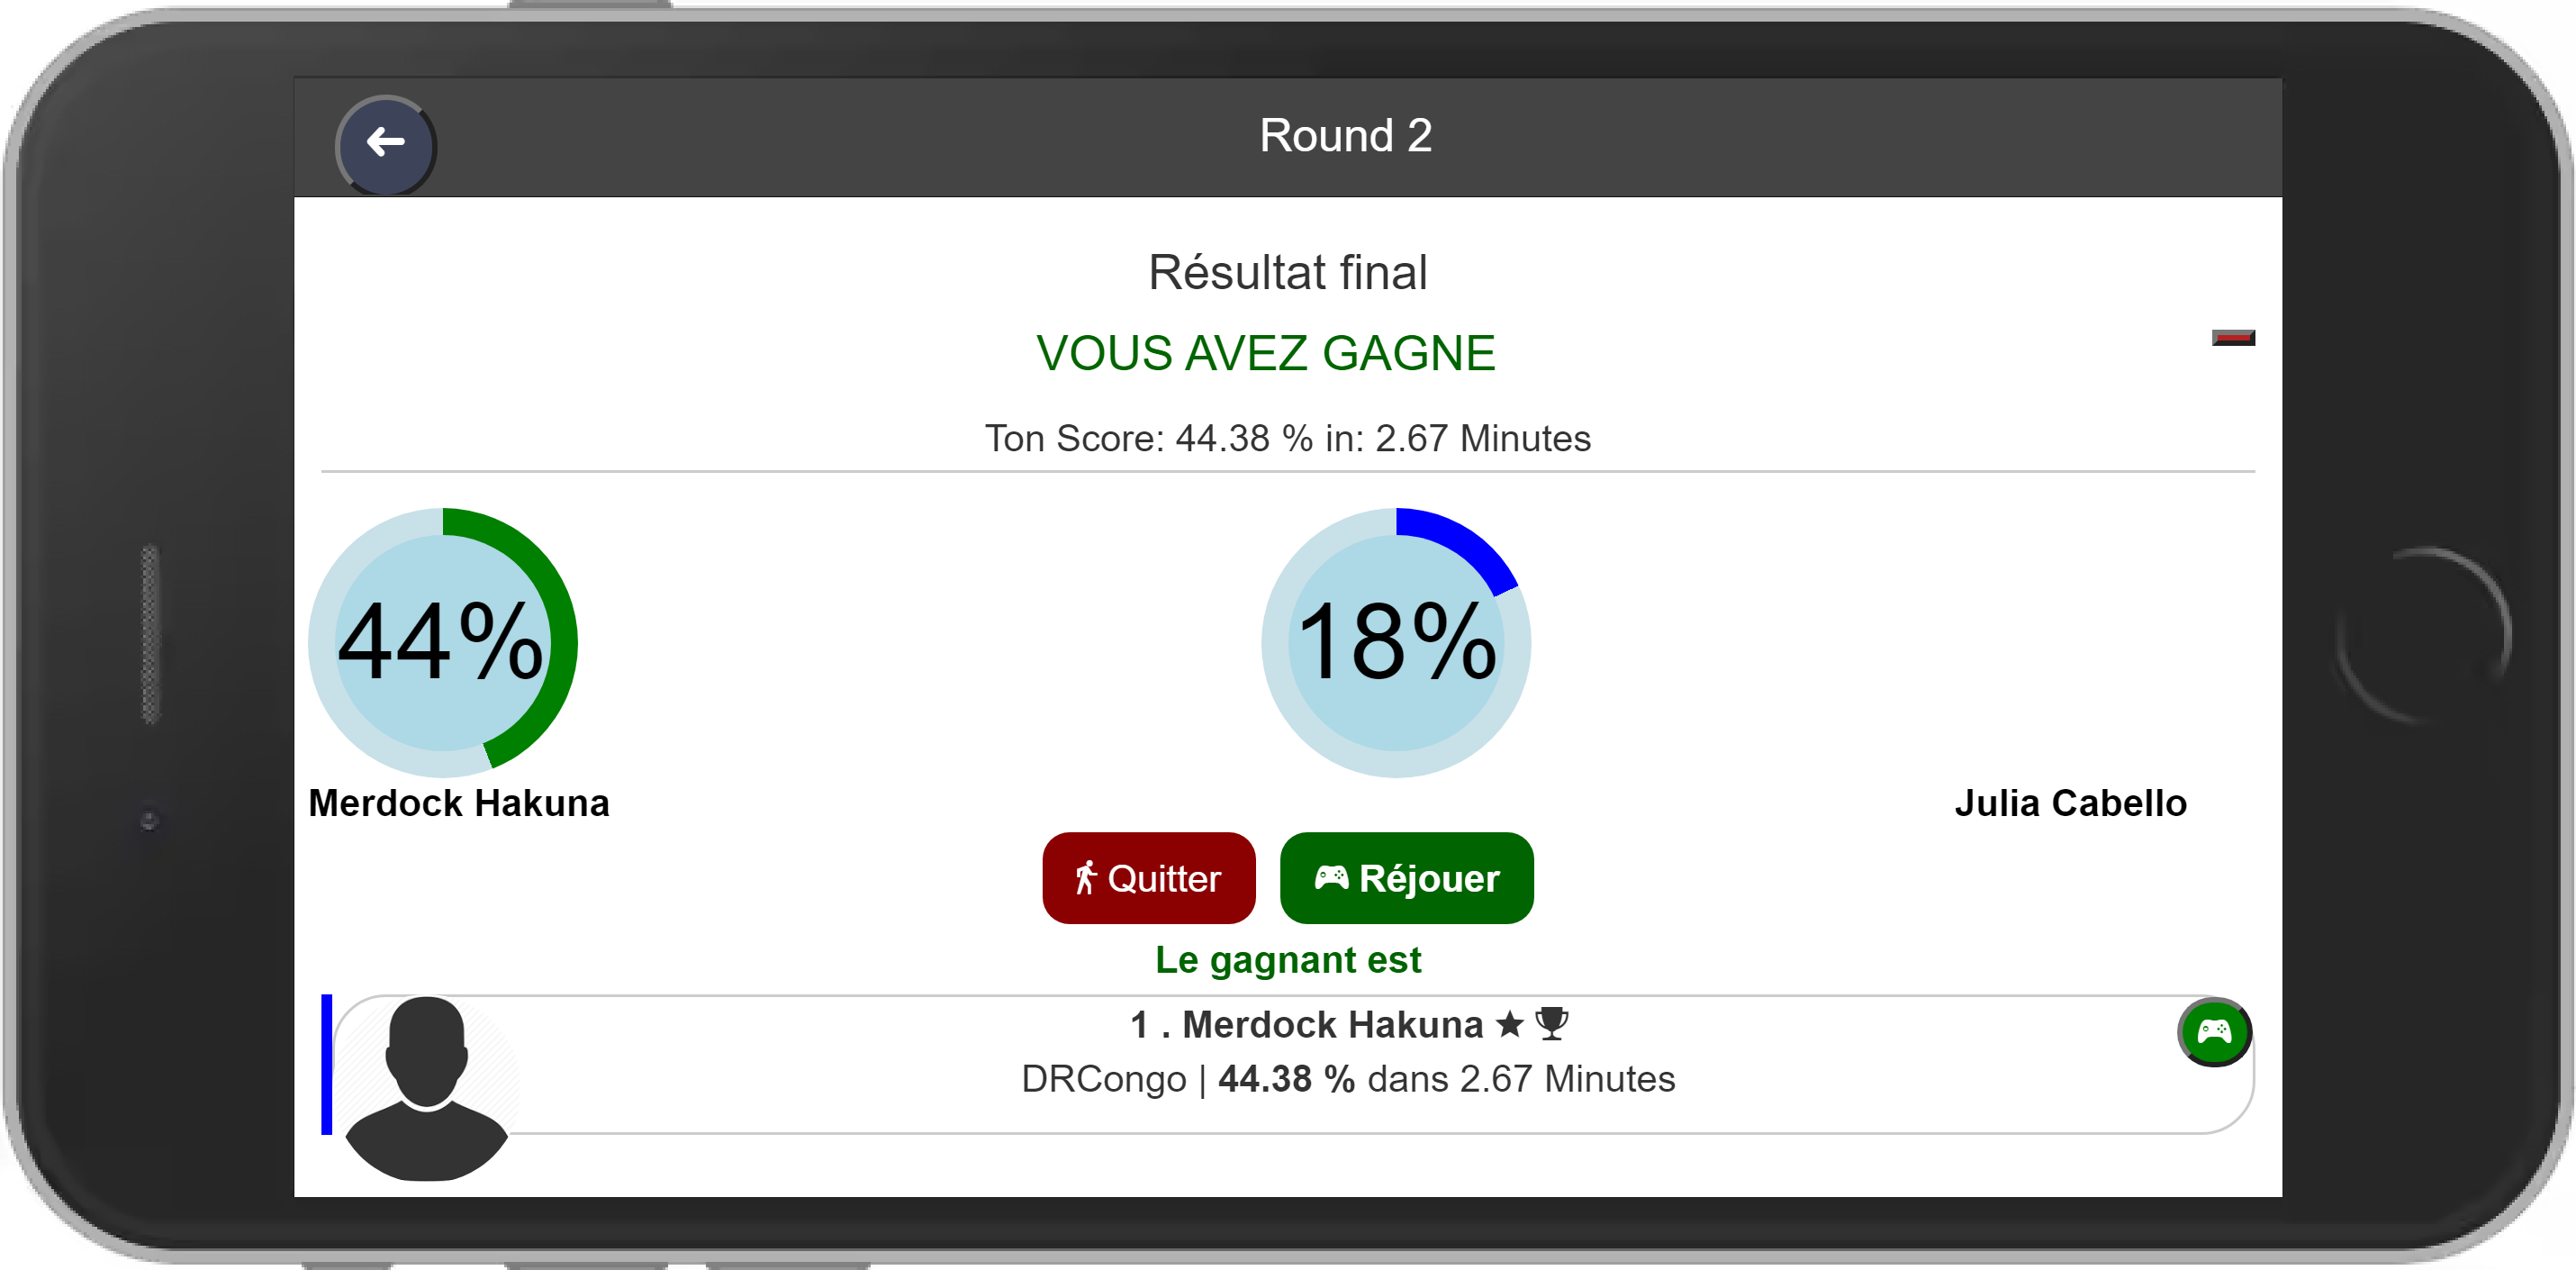 Round 2
Résultat final
VOUS AVEZ GAGNE
Ton Score: 44.38 % in: 2.67 Minutes
44%
18%
Merdock Hakuna
Julia Cabello
Quitter
Réjouer
Le gagnant est
1 . Merdock Hakuna
DRCongo | 44.38 % dans 2.67 Minutes